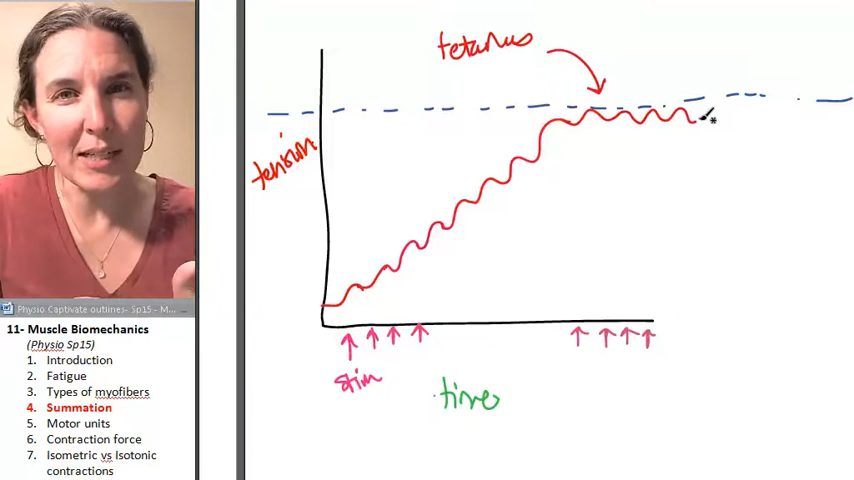 tetanus
tension
stim
time
Physio Captivate outlines- Sp15 - M...
11- Muscle Biomechanics
(Physio Sp15)
1. Introduction
2. Fatigue
3. Types of myofibers
4. Summation
5. Motor units
6. Contraction force
7. Isometric vs Isotonic
contractions